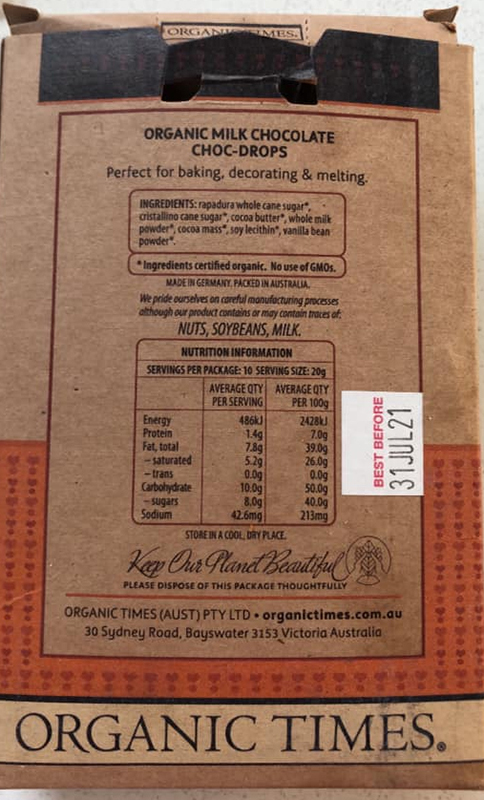 ORGANIC TIMES.
ORGANIC MILK CHOCOLATE
CHOC-DROPS
Perfect for baking, decorating & melting.
INGREDIENTS: rapadura whole cane sugar*,
cristallino cane sugar*, cocoa butter*, whole milk
powder*, cocoa mass*, soy lecithin*, vanilla bean
powder*.
* Ingredients certified organic. No use of GMOs.
MADE IN GERMANY. PACKED IN AUSTRALIA.
We pride ourselves on careful manufacturing processes
although our product contains or may contain traces of:
NUTS, SOYBEANS, MILK.
NUTRITION INFORMATION
SERVINGS PER PACKAGE: 10 SERVING SIZE: 20g
AVERAGE QTY AVERAGE QTY
PER SERVING PER 100g
Energy 486kJ 2428kJ
Protein 1.4g 7.0g
Fat, total 7.8g 39.0g
– saturated 5.2g 26.0g
– trans 0.0g 0.0g
Carbohydrate 10.0g 50.0g
– sugars 8.0g 40.0g
Sodium 42.6mg 213mg
BEST BEFORE
31JUL21
STORE IN A COOL, DRY PLACE.
Keep Our Planet Beautiful
PLEASE DISPOSE OF THIS PACKAGE THOUGHTFULLY
ORGANIC TIMES (AUST) PTY LTD • organictimes.com.au
30 Sydney Road, Bayswater 3153 Victoria Australia
ORGANIC TIMES®